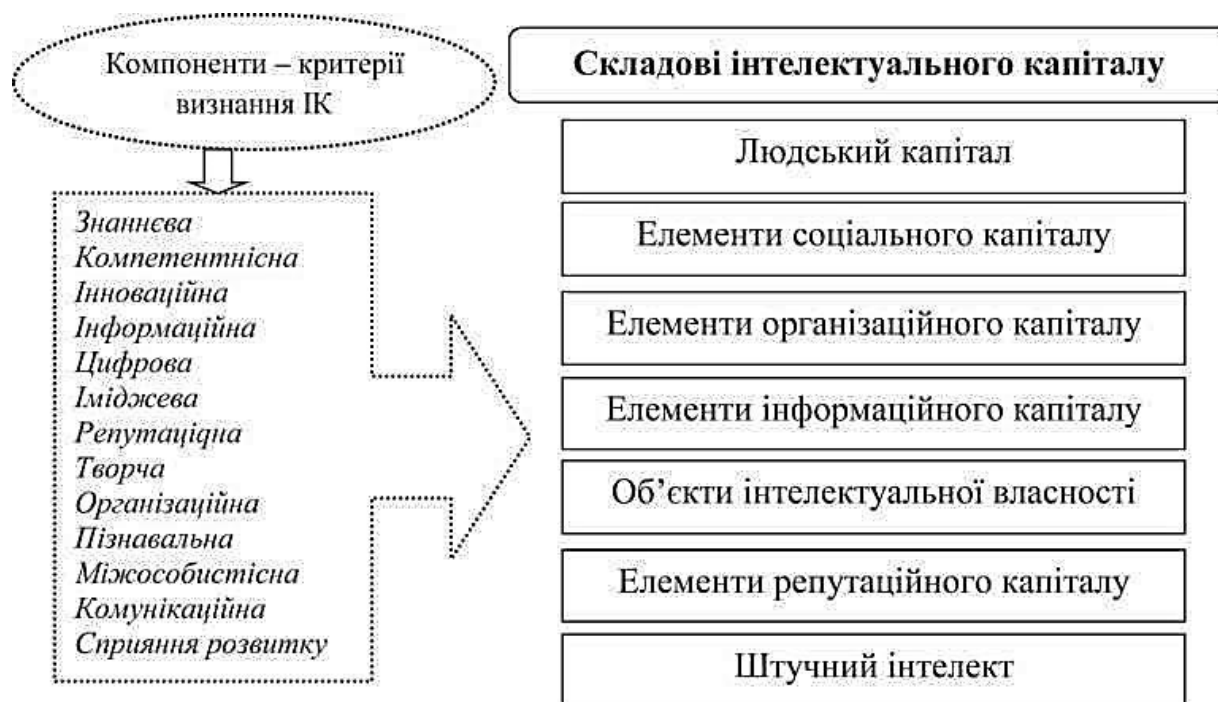 Компоненти – критерії
визнання ІК
Знаннєва
Компетентнісна
Інноваційна
Інформаційна
Цифрова
Іміджева
Репутаціqна
Творча
Організаційна
Пізнавальна
Міжособистісна
Комунікаційна
Сприяння розвитку
Складові інтелектуального капіталу
Людський капітал
Елементи соціального капіталу
Елементи організаційного капіталу
Елементи інформаційного капіталу
Об’єкти інтелектуальної власності
Елементи репутаційного капіталу
Штучний інтелект